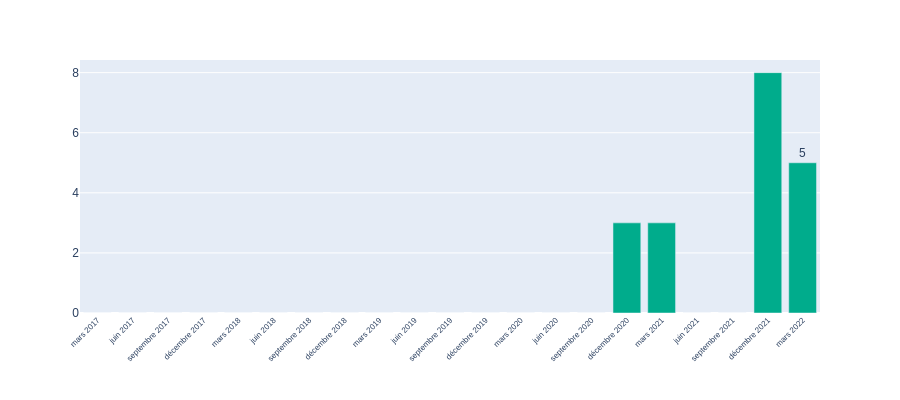 8
6
5
4
2
0
mars 2017
juin 2017
septembre 2017
décembre 2017
mars 2018
juin 2018
septembre 2018
décembre 2018
mars 2019
juin 2019
septembre 2019
décembre 2019
mars 2020
juin 2020
septembre 2020
décembre 2020
mars 2021
juin 2021
septembre 2021
décembre 2021
mars 2022